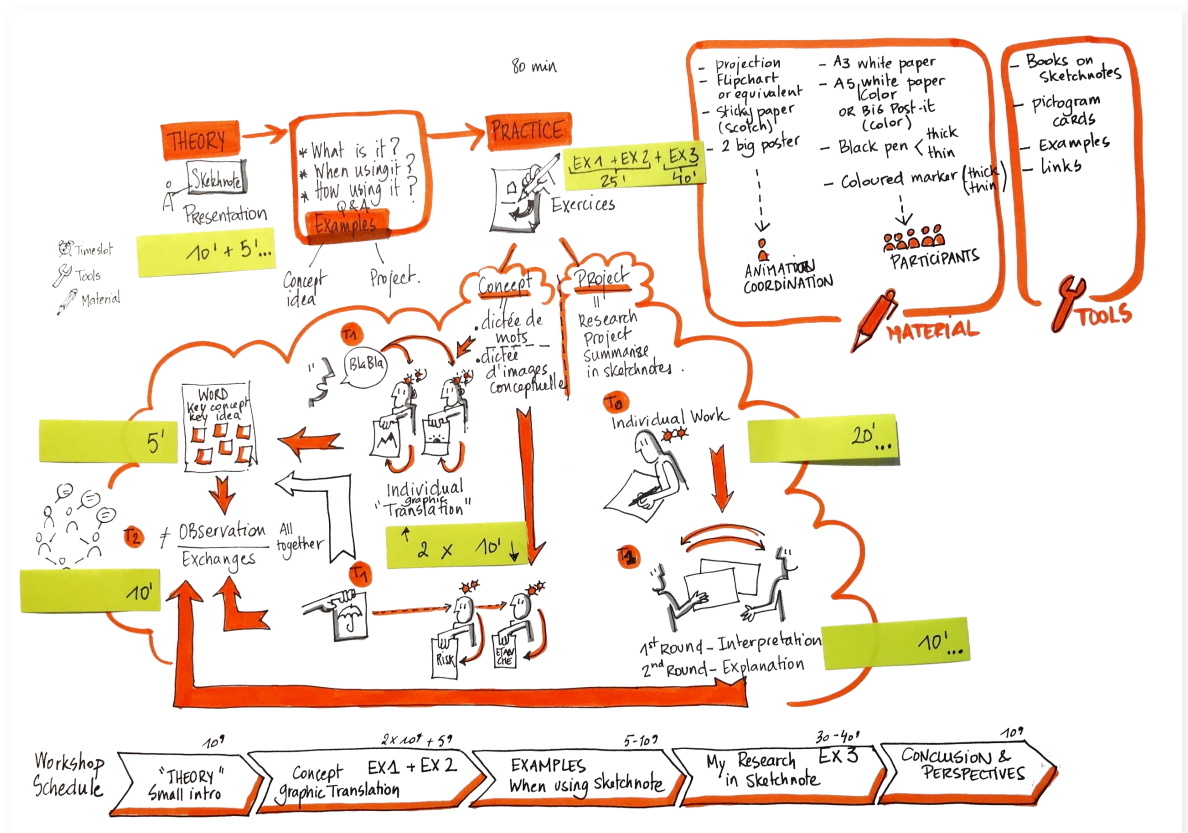 80 min
THEORY
Sketchnote
Presentation
10' + 5'...
* What is it?
* When using it?
* How using it?
Q&A
Examples
Concept
idea
Project.
PRACTICE
EX1 + EX2 + EX3
25'
40'
Exercices
- projection
- Flipchart
or equivalent
- Sticky paper
(scotch)
- 2 big poster
ANIMATION
COORDINATION
- A3 white paper
- A5 white paper
color
OR BIG Post-it
(color)
- Black pen < thick
thin
- Coloured marker (thick
thin)
PARTICIPANTS
MATERIAL
- Books on
sketchnotes
- pictogram
cards
- Examples
- Links
TOOLS
Timeslot
Tools
Material
Concept
=
.dictée de
mots
.dictée
d'images
conceptuelle
Project
=
Research
Project
Summarise
in sketchnotes.
T1
BlaBla
WORD
key concept
key idea
5'
Individual
graphic
"Translation"
2 x 10'
T2
≠ Observation
Exchanges
All
together
10'
T1
RISK
ETAN
CHE
T0
Individual Work
20'...
1st Round - Interpretation
2nd Round - Explanation
10'...
Workshop
Schedule
10'
"THEORY"
Small intro
2x10' + 5'
Concept EX1 + EX2
graphic Translation
5-10'
EXAMPLES
When using sketchnote
30-40'
My Research EX3
in Sketchnote
10'
CONCLUSION &
PERSPECTIVES